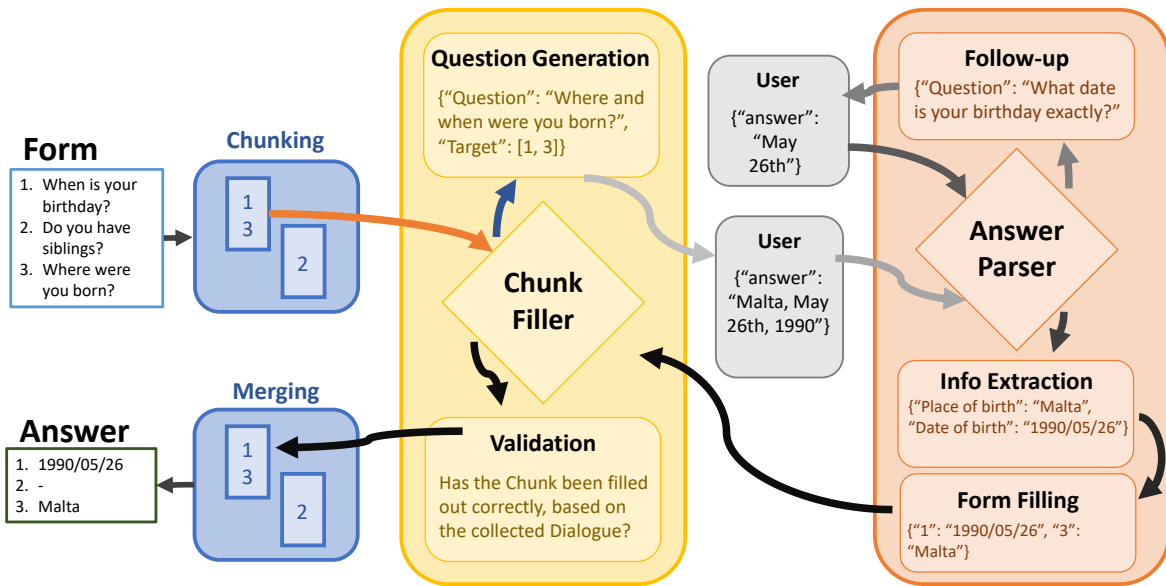 Form
1. When is your
birthday?
2. Do you have
siblings?
3. Where were
you born?
Chunking
1
3
2
Question Generation
{“Question”: “Where and
when were you born?”,
“Target”: [1, 3]}
Chunk
Filler
Validation
Has the Chunk been filled
out correctly, based on
the collected Dialogue?
User
{“answer”:
“May
26th”}
User
{“answer”:
“Malta, May
26th, 1990”}
Follow-up
{“Question”: “What date
is your birthday exactly?”
Answer
Parser
Info Extraction
{“Place of birth”: “Malta”,
“Date of birth”: “1990/05/26”}
Form Filling
{“1”: “1990/05/26”, “3”:
“Malta”}
Merging
1
3
2
Answer
1. 1990/05/26
2. -
3. Malta